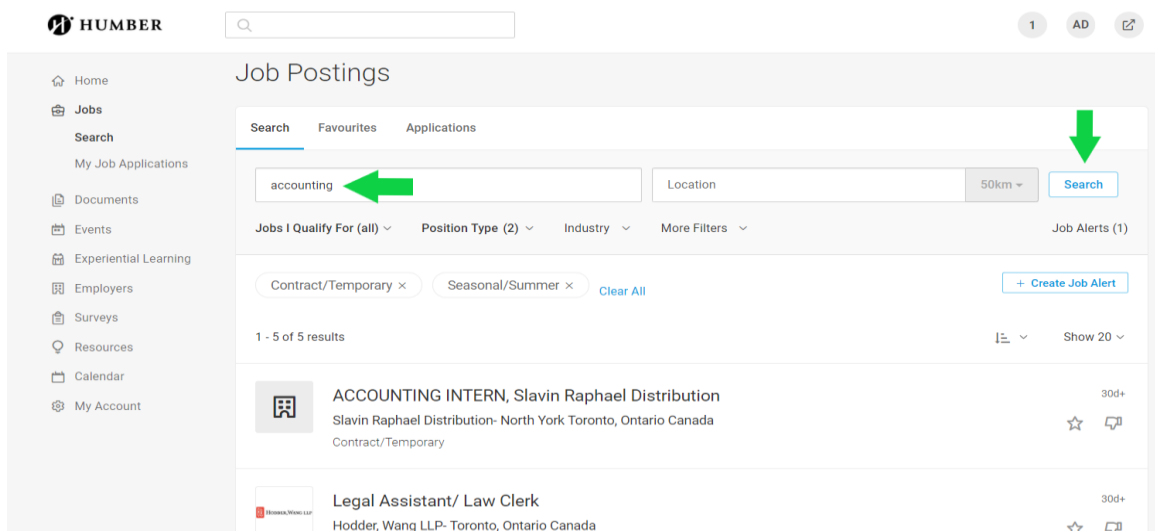 HUMBER
1
AD
Home
Jobs
Search
My Job Applications
Documents
Events
Experiential Learning
Employers
Surveys
Resources
Calendar
My Account
Job Postings
Search Favourites Applications
accounting Location 50km Search
Jobs I Qualify For (all) Position Type (2) Industry More Filters Job Alerts (1)
Contract/Temporary × Seasonal/Summer × Clear All + Create Job Alert
1 - 5 of 5 results Show 20
ACCOUNTING INTERN, Slavin Raphael Distribution 30d+
Slavin Raphael Distribution- North York Toronto, Ontario Canada
Contract/Temporary
HODDER, WANG LLP
Legal Assistant/ Law Clerk 30d+
Hodder, Wang LLP- Toronto, Ontario Canada